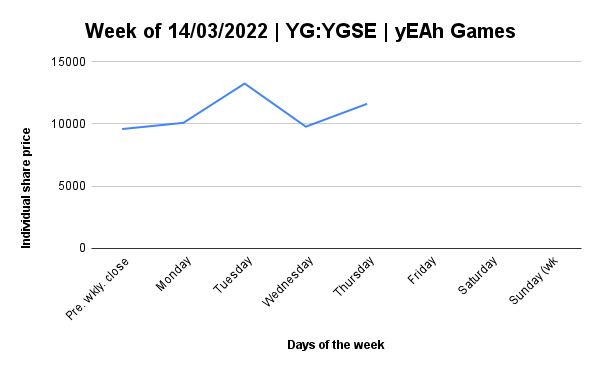 Week of 14/03/2022 | YG:YGSE | yEAh Games
15000
10000
5000
0
Individual share price
Pre. wkly. close
Monday
Tuesday
Wednesday
Thursday
Friday
Saturday
Sunday (wk
Days of the week